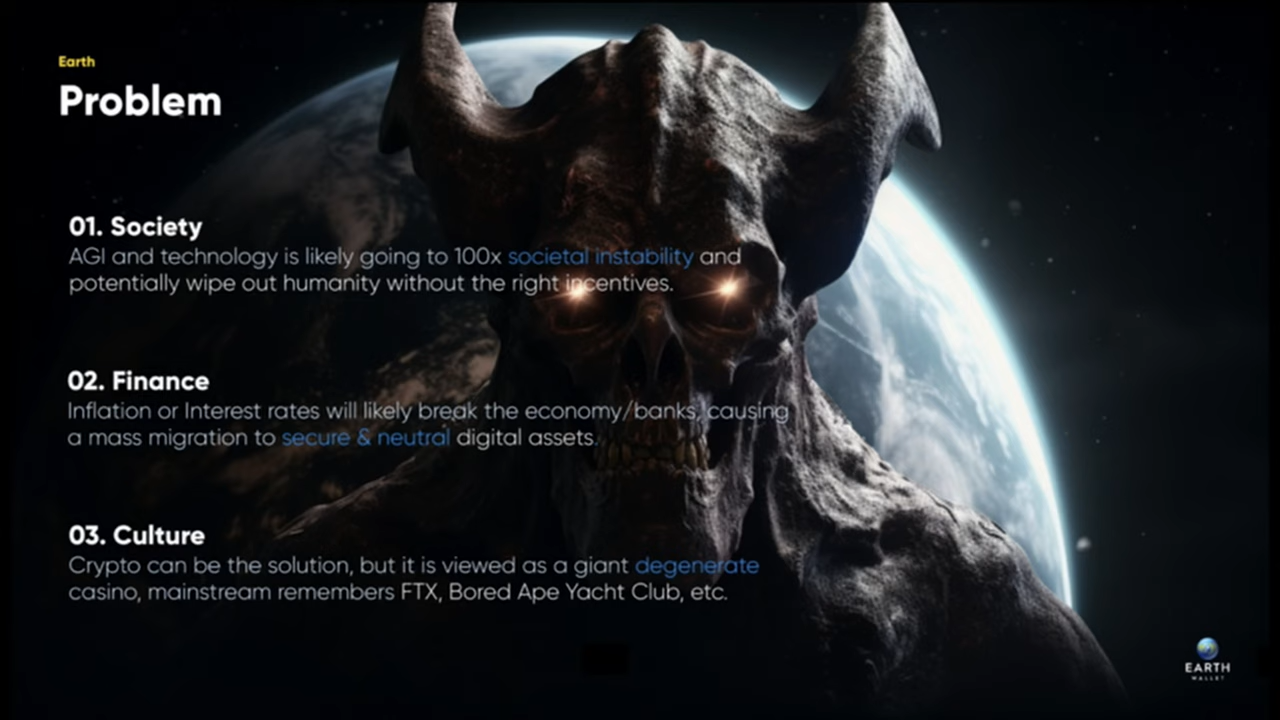 Earth
Problem
01. Society
AGI and technology is likely going to 100x societal instability and
potentially wipe out humanity without the right incentives.
02. Finance
Inflation or Interest rates will likely break the economy/banks, causing
a mass migration to secure & neutral digital assets.
03. Culture
Crypto can be the solution, but it is viewed as a giant degenerate
casino, mainstream remembers FTX, Bored Ape Yacht Club, etc.
EARTH
WALLET